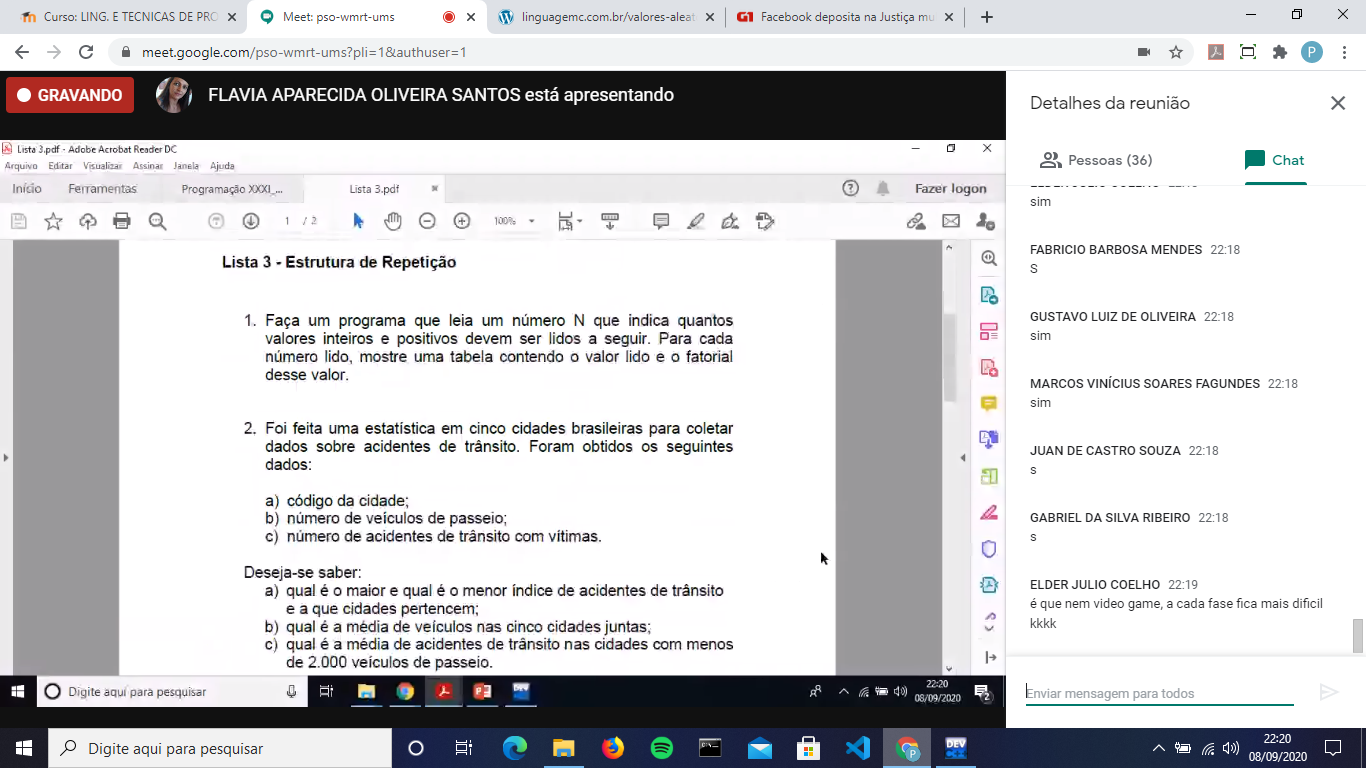 Curso: LING. E TECNICAS DE PRO
Meet: pso-wmrt-ums
linguagemc.com.br/valores-aleat
G1 Facebook deposita na Justiça mu
meet.google.com/pso-wmrt-ums?pli=1&authuser=1
P
GRAVANDO
FLAVIA APARECIDA OLIVEIRA SANTOS está apresentando
Lista 3.pdf - Adobe Acrobat Reader DC
Arquivo Editar Visualizar Assinar Janela Ajuda
Início Ferramentas Programação XXXI_... Lista 3.pdf Fazer logon
1 / 2 100%
Lista 3 - Estrutura de Repetição
1. Faça um programa que leia um número N que indica quantos
valores inteiros e positivos devem ser lidos a seguir. Para cada
número lido, mostre uma tabela contendo o valor lido e o fatorial
desse valor.
2. Foi feita uma estatística em cinco cidades brasileiras para coletar
dados sobre acidentes de trânsito. Foram obtidos os seguintes
dados:
a) código da cidade;
b) número de veículos de passeio;
c) número de acidentes de trânsito com vítimas.
Deseja-se saber:
a) qual é o maior e qual é o menor índice de acidentes de trânsito
e a que cidades pertencem;
b) qual é a média de veículos nas cinco cidades juntas;
c) qual é a média de acidentes de trânsito nas cidades com menos
de 2.000 veículos de passeio.
Digite aqui para pesquisar
DEV
22:20
08/09/2020
2
Detalhes da reunião
Pessoas (36)
Chat
sim
FABRICIO BARBOSA MENDES 22:18
S
GUSTAVO LUIZ DE OLIVEIRA 22:18
sim
MARCOS VINÍCIUS SOARES FAGUNDES 22:18
sim
JUAN DE CASTRO SOUZA 22:18
s
GABRIEL DA SILVA RIBEIRO 22:18
s
ELDER JULIO COELHO 22:19
é que nem video game, a cada fase fica mais dificil
kkkk
Enviar mensagem para todos
Digite aqui para pesquisar
P
DEV
22:20
08/09/2020